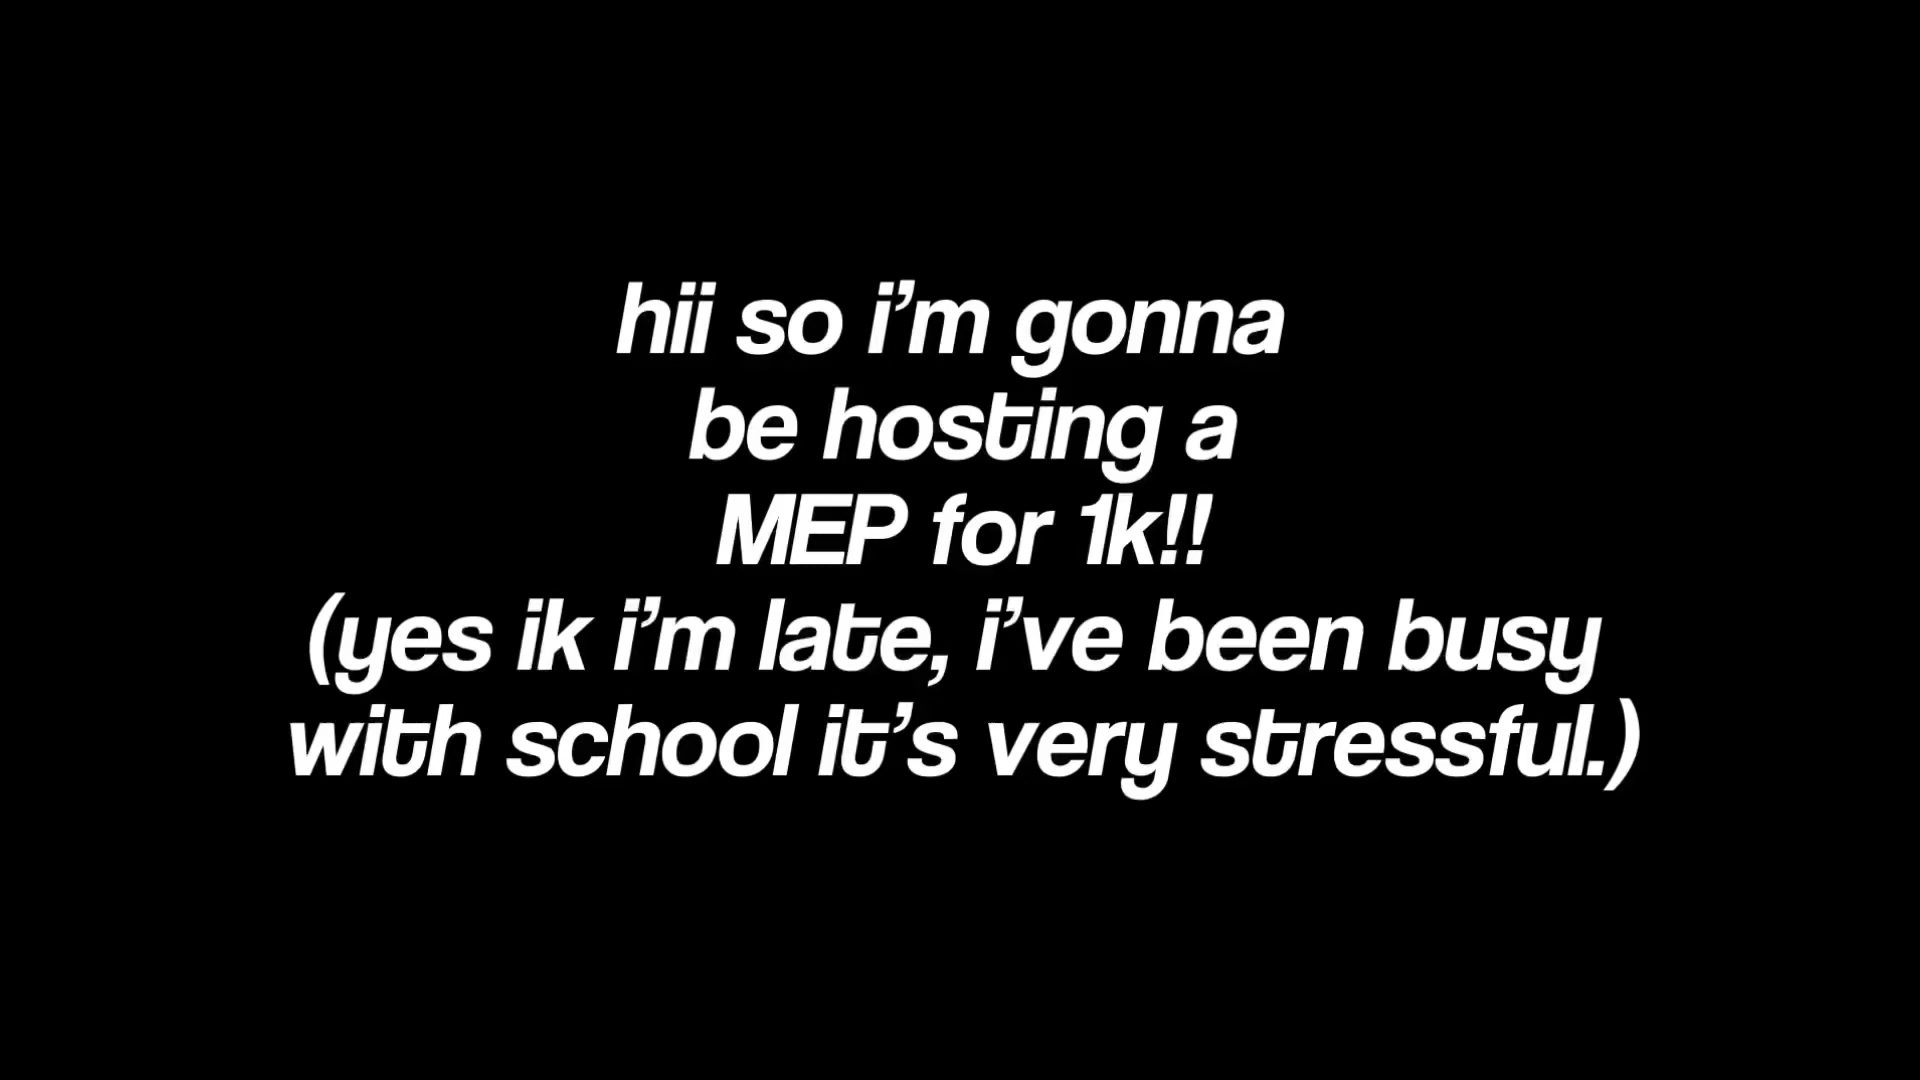 hii so i’m gonna
be hosting a
MEP for 1k!!
(yes ik i’m late, i’ve been busy
with school it’s very stressful.)